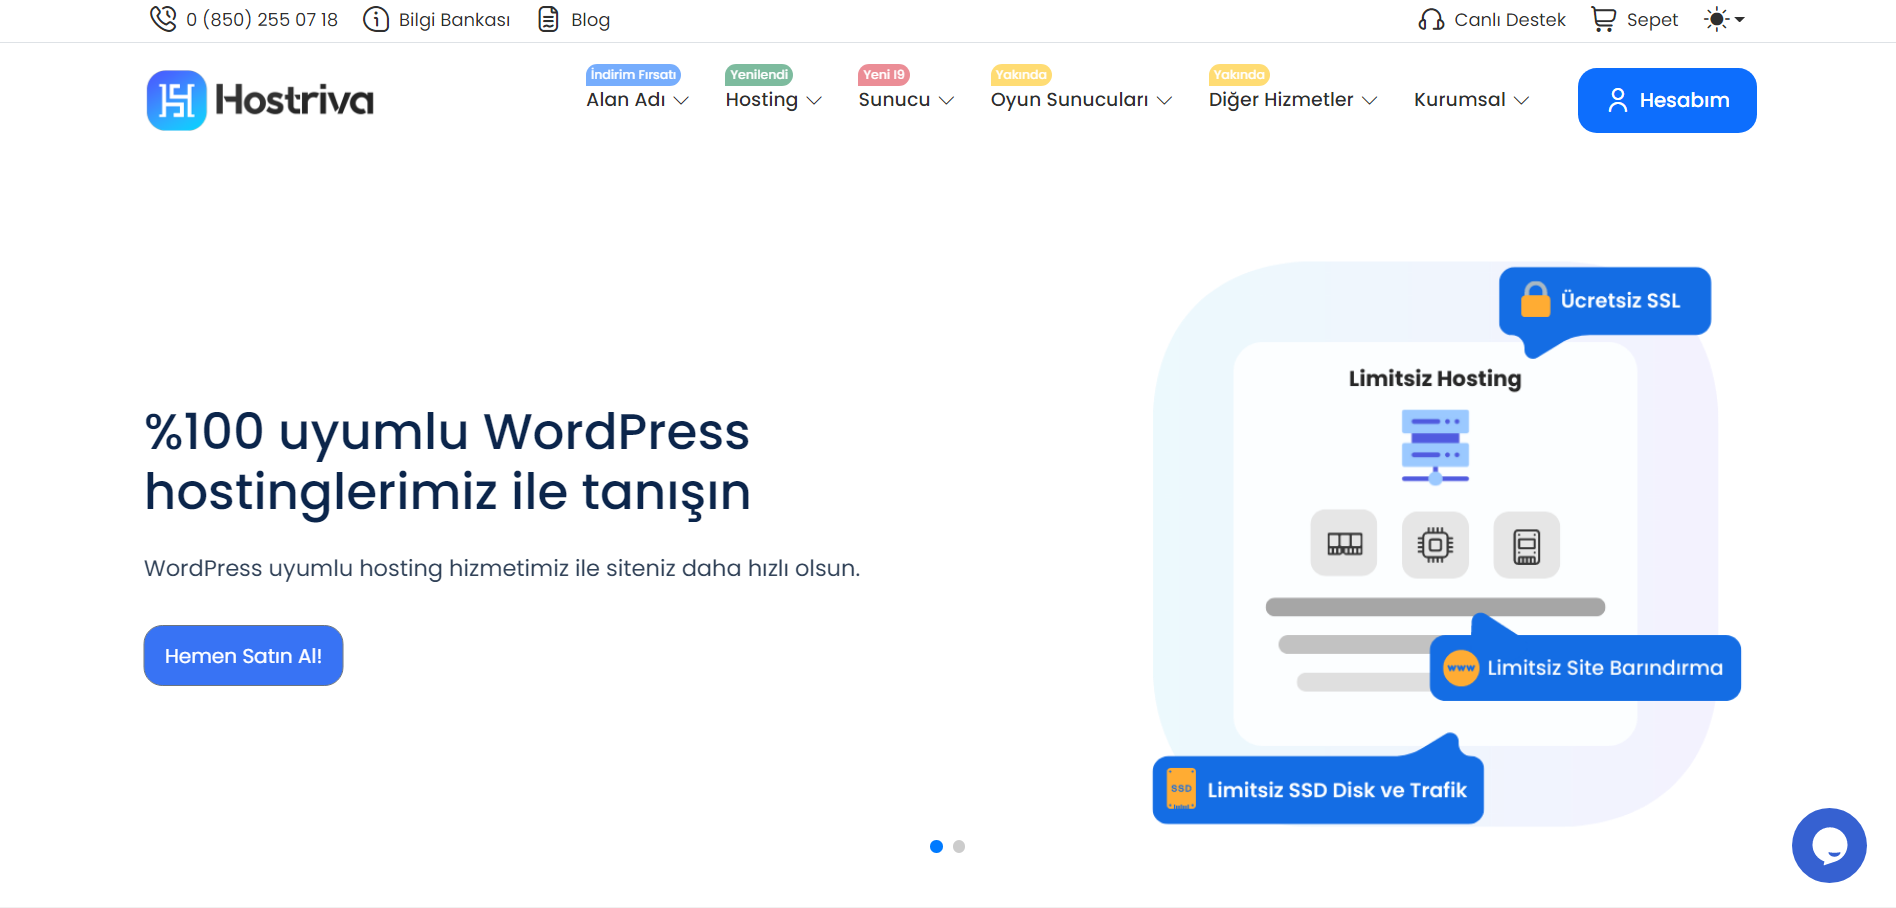 0 (850) 255 07 18
Bilgi Bankası
Blog
Canlı Destek
Sepet
Hostriva
İndirim Fırsatı
Alan Adı
Yenilendi
Hosting
Yeni I9
Sunucu
Yakında
Oyun Sunucuları
Yakında
Diğer Hizmetler
Kurumsal
Hesabım
%100 uyumlu WordPress
hostinglerimiz ile tanışın
WordPress uyumlu hosting hizmetimiz ile siteniz daha hızlı olsun.
Hemen Satın Al!
Ücretsiz SSL
Limitsiz Hosting
www
Limitsiz Site Barındırma
SSD
Limitsiz SSD Disk ve Trafik